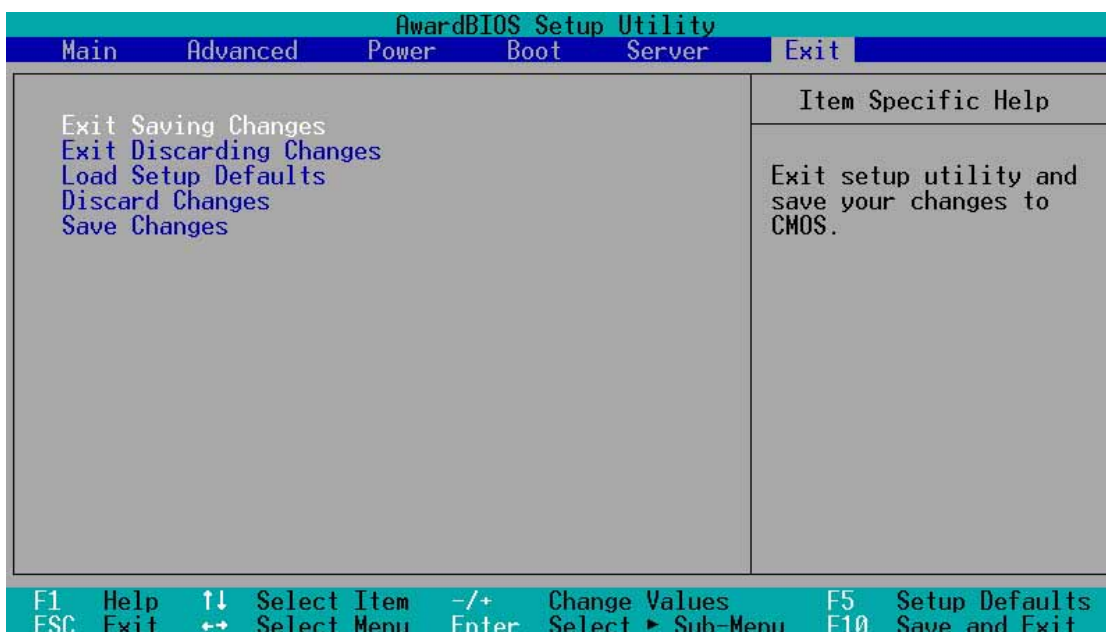 AwardBIOS Setup Utility
Main Advanced Power Boot Server Exit
Item Specific Help
Exit Saving Changes
Exit Discarding Changes
Load Setup Defaults
Discard Changes
Save Changes
Exit setup utility and
save your changes to
CMOS.
F1 Help ↑↓ Select Item -/+ Change Values F5 Setup Defaults
ESC Exit ←→ Select Menu Enter Select ► Sub-Menu F10 Save and Exit